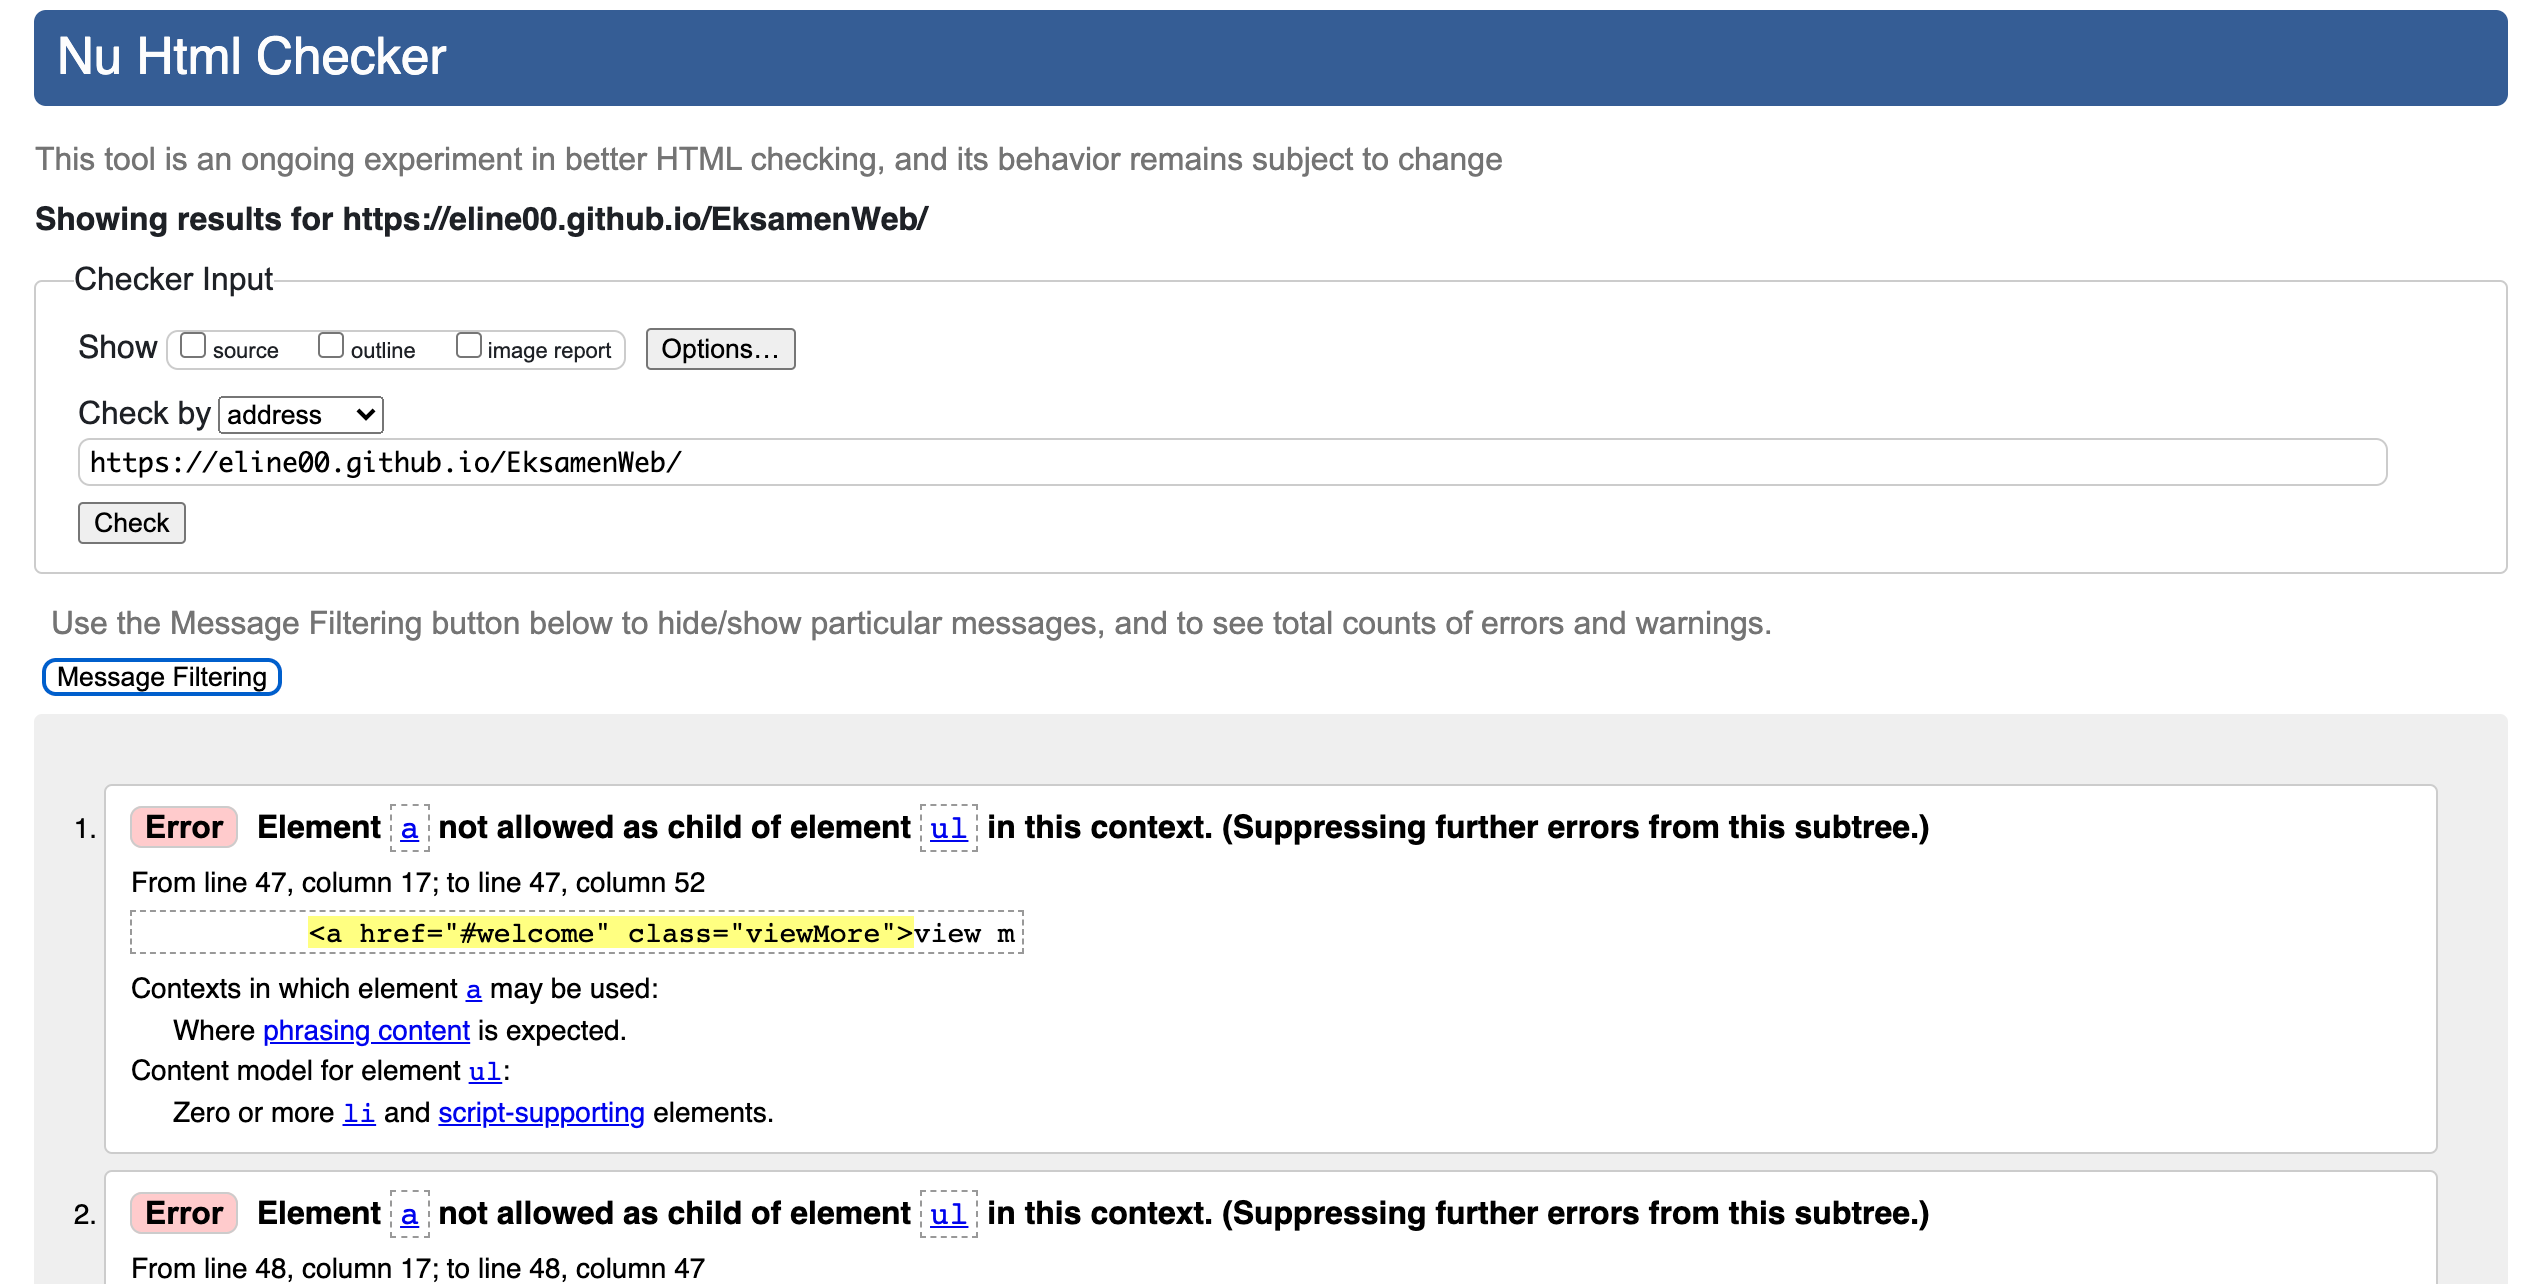 Nu Html Checker
This tool is an ongoing experiment in better HTML checking, and its behavior remains subject to change
Showing results for https://eline00.github.io/EksamenWeb/
Checker Input
Show source outline image report Options...
Check by address
https://eline00.github.io/EksamenWeb/
Check
Use the Message Filtering button below to hide/show particular messages, and to see total counts of errors and warnings.
Message Filtering
1. Error Element a not allowed as child of element ul in this context. (Suppressing further errors from this subtree.)
From line 47, column 17; to line 47, column 52
<a href="#welcome" class="viewMore">view m
Contexts in which element a may be used:
Where phrasing content is expected.
Content model for element ul:
Zero or more li and script-supporting elements.
2. Error Element a not allowed as child of element ul in this context. (Suppressing further errors from this subtree.)
From line 48, column 17; to line 48, column 47